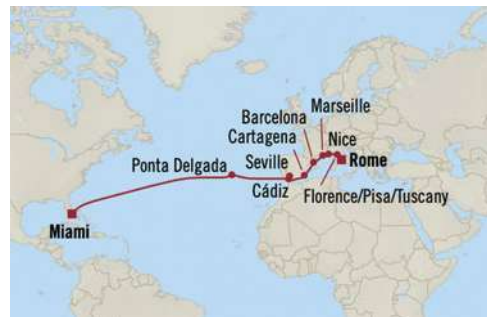 Marseille
Barcelona
Cartagena
Nice
Ponta Delgada
Seville
Rome
Cádiz
Florence/Pisa/Tuscany
Miami